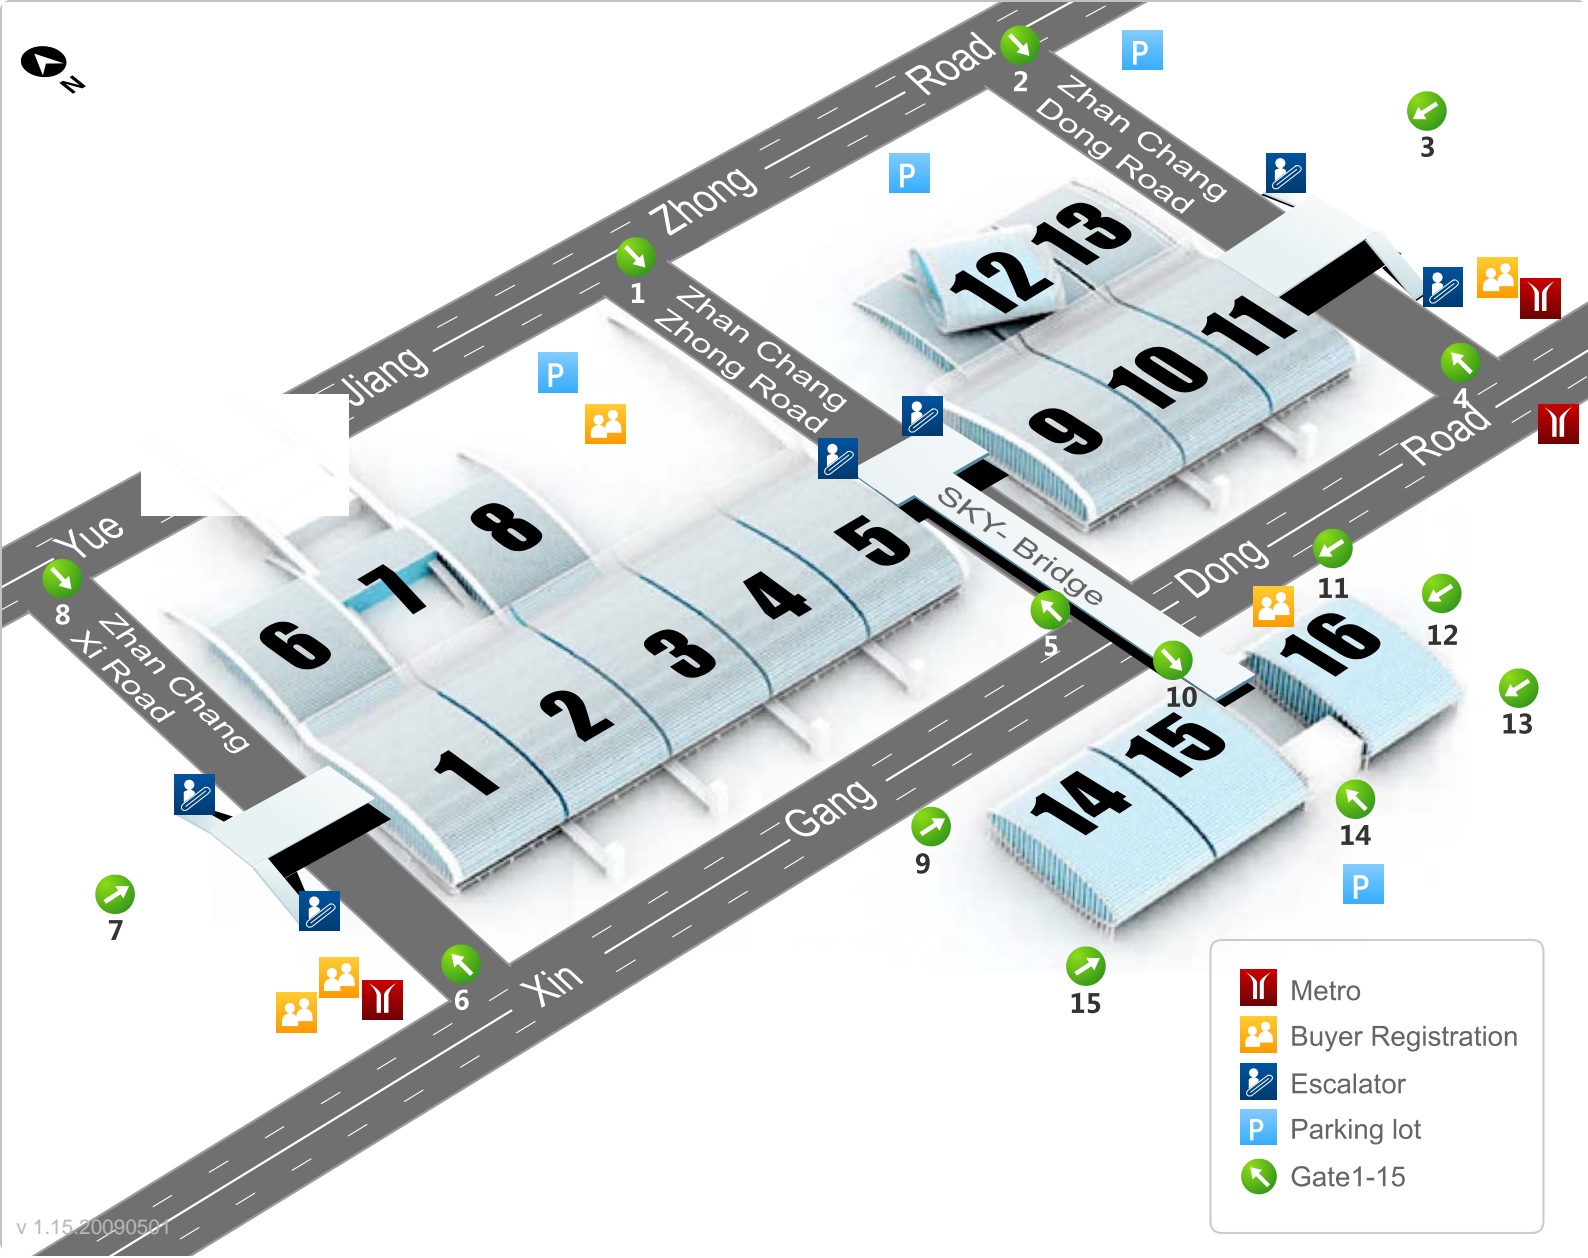 N
Road
2
P
Zhan Chang
Dong Road
3
P
Zhong
13
12
1
Zhan Chang
Zhong Road
11
10
9
4
Road
Jiang
P
Yue
8
Zhan Chang
Xi Road
8
7
6
5
4
3
2
1
SKY- Bridge
5
Dong
11
12
16
13
10
15
14
14
P
Gang
9
7
Xin
6
15
Metro
Buyer Registration
Escalator
P Parking lot
Gate1-15
v 1.15.20090501